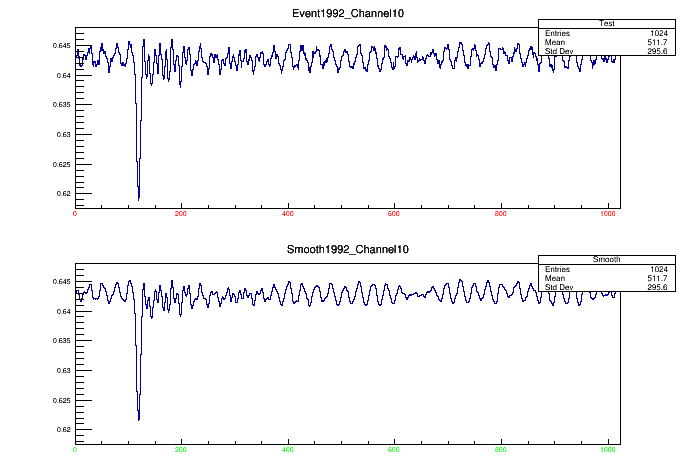 Event1992_Channel10
Test
Entries 1024
Mean 511.7
Std Dev 295.6
0.645
0.64
0.635
0.63
0.625
0.62
0 200 400 600 800 1000
Smooth1992_Channel10
Smooth
Entries 1024
Mean 511.7
Std Dev 295.6
0.645
0.64
0.635
0.63
0.625
0.62
0 200 400 600 800 1000